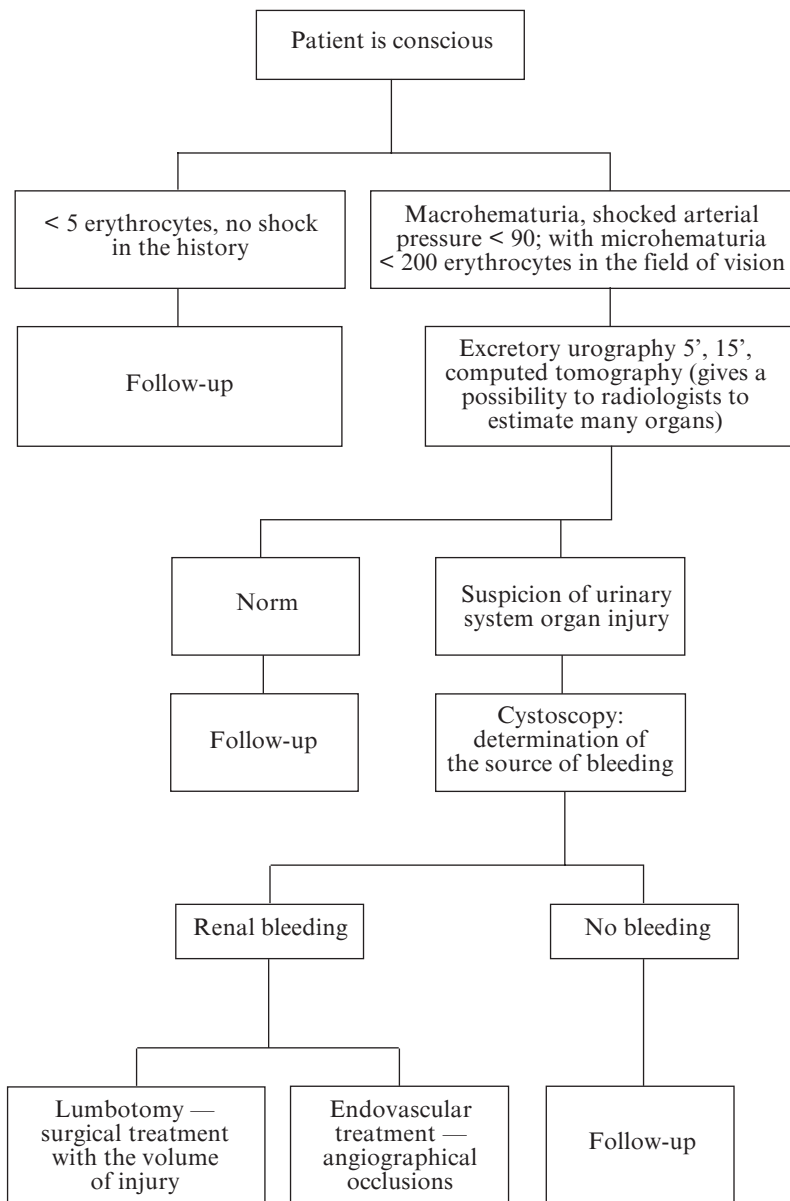 Patient is conscious
< 5 erythrocytes, no shock
in the history
Macrohematuria, shocked arterial
pressure < 90; with microhematuria
< 200 erythrocytes in the field of vision
Follow-up
Excretory urography 5’, 15’,
computed tomography (gives a
possibility to radiologists to
estimate many organs)
Norm
Suspicion of urinary
system organ injury
Follow-up
Cystoscopy:
determination of
the source of bleeding
Renal bleeding
No bleeding
Lumbotomy —
surgical treatment
with the volume
of injury
Endovascular
treatment —
angiographical
occlusions
Follow-up